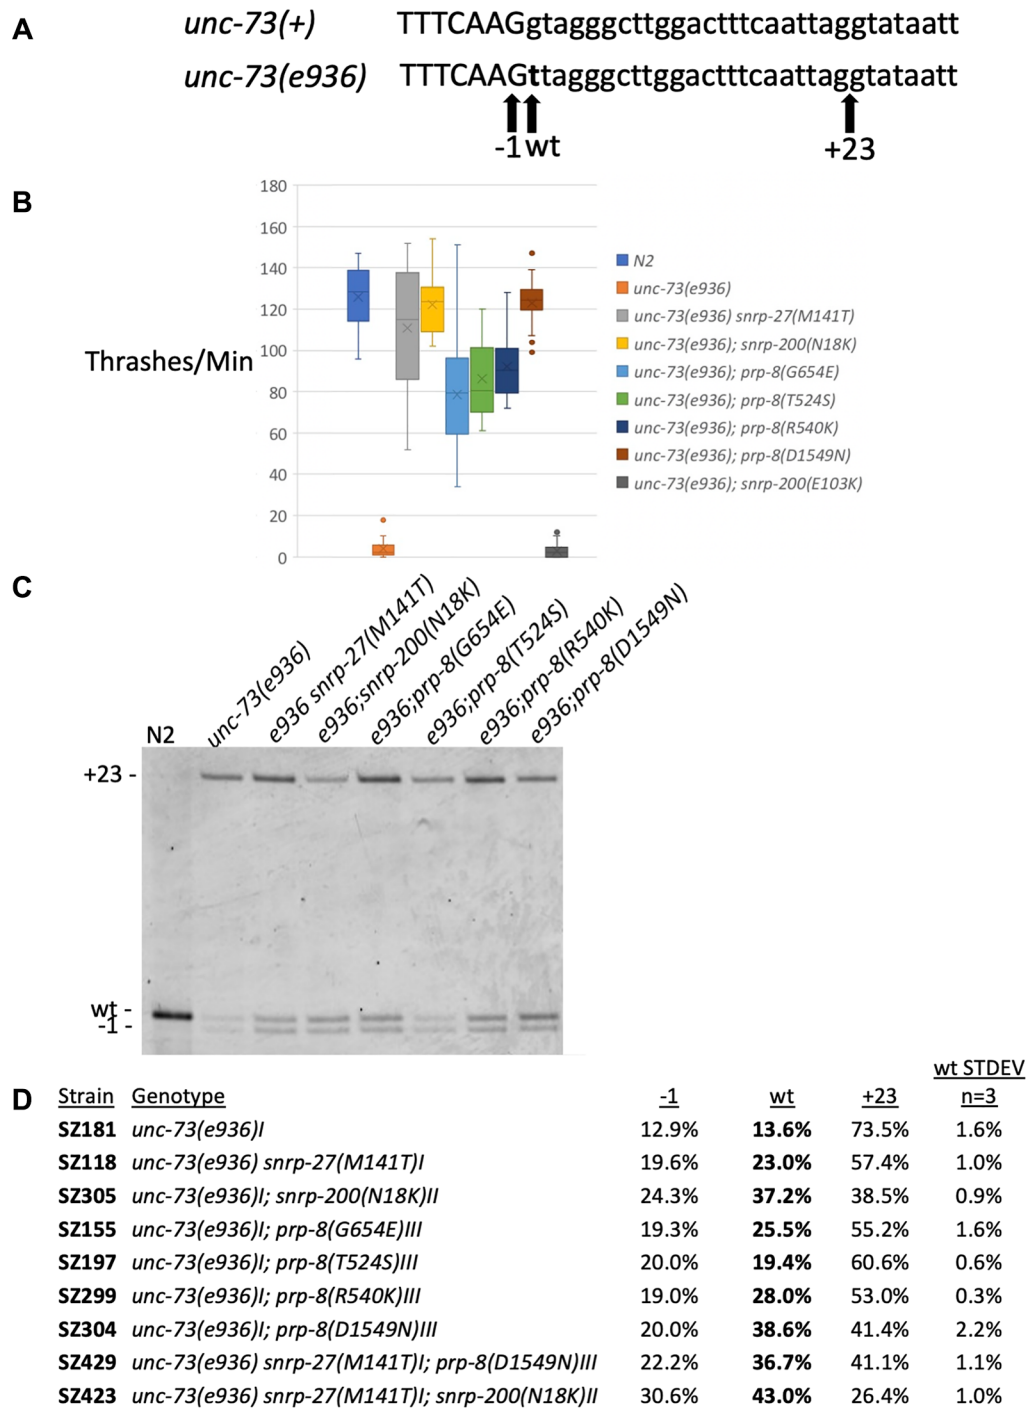 A
unc-73(+) TTTCAAGgtagggcttggactttcaattaggtataatt
unc-73(e936) TTTCAAGttagggcttggactttcaattaggtataatt
-1 wt +23
B
180
160
140
120
100
80
60
40
20
0
Thrashes/Min
N2
unc-73(e936)
unc-73(e936) snrp-27(M141T)
unc-73(e936); snrp-200(N18K)
unc-73(e936); prp-8(G654E)
unc-73(e936); prp-8(T524S)
unc-73(e936); prp-8(R540K)
unc-73(e936); prp-8(D1549N)
unc-73(e936); snrp-200(E103K)
C
N2
unc-73(e936)
e936 snrp-27(M141T)
e936;snrp-200(N18K)
e936;prp-8(G654E)
e936;prp-8(T524S)
e936;prp-8(R540K)
e936;prp-8(D1549N)
+23 -
wt -
-1 -
D
wt STDEV
Strain Genotype -1 wt +23 n=3
SZ181 unc-73(e936)I 12.9% 13.6% 73.5% 1.6%
SZ118 unc-73(e936) snrp-27(M141T)I 19.6% 23.0% 57.4% 1.0%
SZ305 unc-73(e936)I; snrp-200(N18K)II 24.3% 37.2% 38.5% 0.9%
SZ155 unc-73(e936)I; prp-8(G654E)III 19.3% 25.5% 55.2% 1.6%
SZ197 unc-73(e936)I; prp-8(T524S)III 20.0% 19.4% 60.6% 0.6%
SZ299 unc-73(e936)I; prp-8(R540K)III 19.0% 28.0% 53.0% 0.3%
SZ304 unc-73(e936)I; prp-8(D1549N)III 20.0% 38.6% 41.4% 2.2%
SZ429 unc-73(e936) snrp-27(M141T)I; prp-8(D1549N)III 22.2% 36.7% 41.1% 1.1%
SZ423 unc-73(e936) snrp-27(M141T)I; snrp-200(N18K)II 30.6% 43.0% 26.4% 1.0%